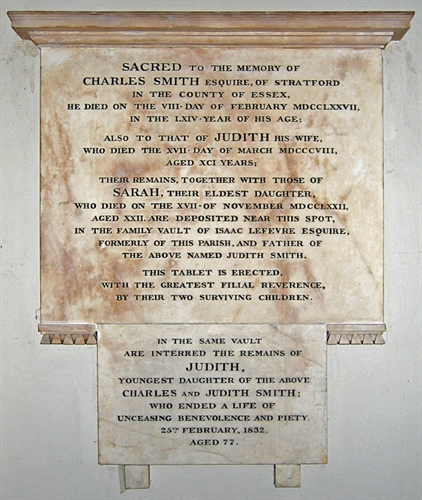 SACRED TO THE MEMORY OF
CHARLES SMITH ESQUIRE, OF STRATFORD
IN THE COUNTY OF ESSEX,
HE DIED ON THE VIII·DAY OF FEBRUARY MDCCLXXVII,
IN THE LXIV·YEAR OF HIS AGE;
ALSO TO THAT OF JUDITH HIS WIFE,
WHO DIED THE XVII·DAY OF MARCH MDCCCVIII,
AGED XCI YEARS;
THEIR REMAINS, TOGETHER WITH THOSE OF
SARAH, THEIR ELDEST DAUGHTER,
WHO DIED ON THE XVII·OF NOVEMBER MDCCLXXII,
AGED XXII. ARE DEPOSITED NEAR THIS SPOT,
IN THE FAMILY VAULT OF ISAAC LEFEVRE ESQUIRE,
FORMERLY OF THIS PARISH, AND FATHER OF
THE ABOVE NAMED JUDITH SMITH.
THIS TABLET IS ERECTED,
WITH THE GREATEST FILIAL REVERENCE,
BY THEIR TWO SURVIVING CHILDREN.
IN THE SAME VAULT
ARE INTERRED THE REMAINS OF
JUDITH,
YOUNGEST DAUGHTER OF THE ABOVE
CHARLES AND JUDITH SMITH;
WHO ENDED A LIFE OF
UNCEASING BENEVOLENCE AND PIETY.
25TH FEBRUARY, 1832.
AGED 77.